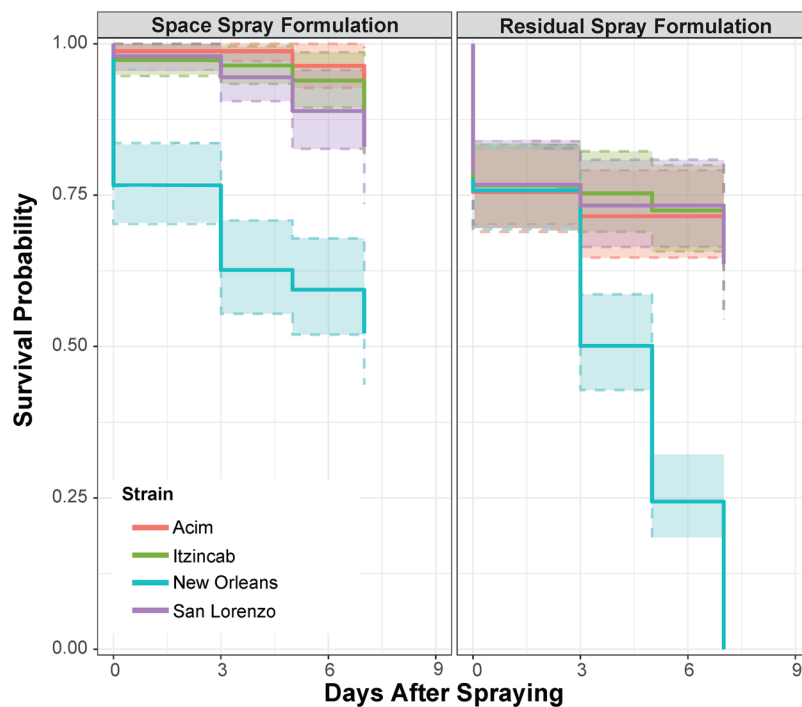 Space Spray Formulation
Residual Spray Formulation
Survival Probability
1.00
0.75
0.50
0.25
0.00
Strain
Acim
Itzincab
New Orleans
San Lorenzo
0 3 6 9
0 3 6 9
Days After Spraying